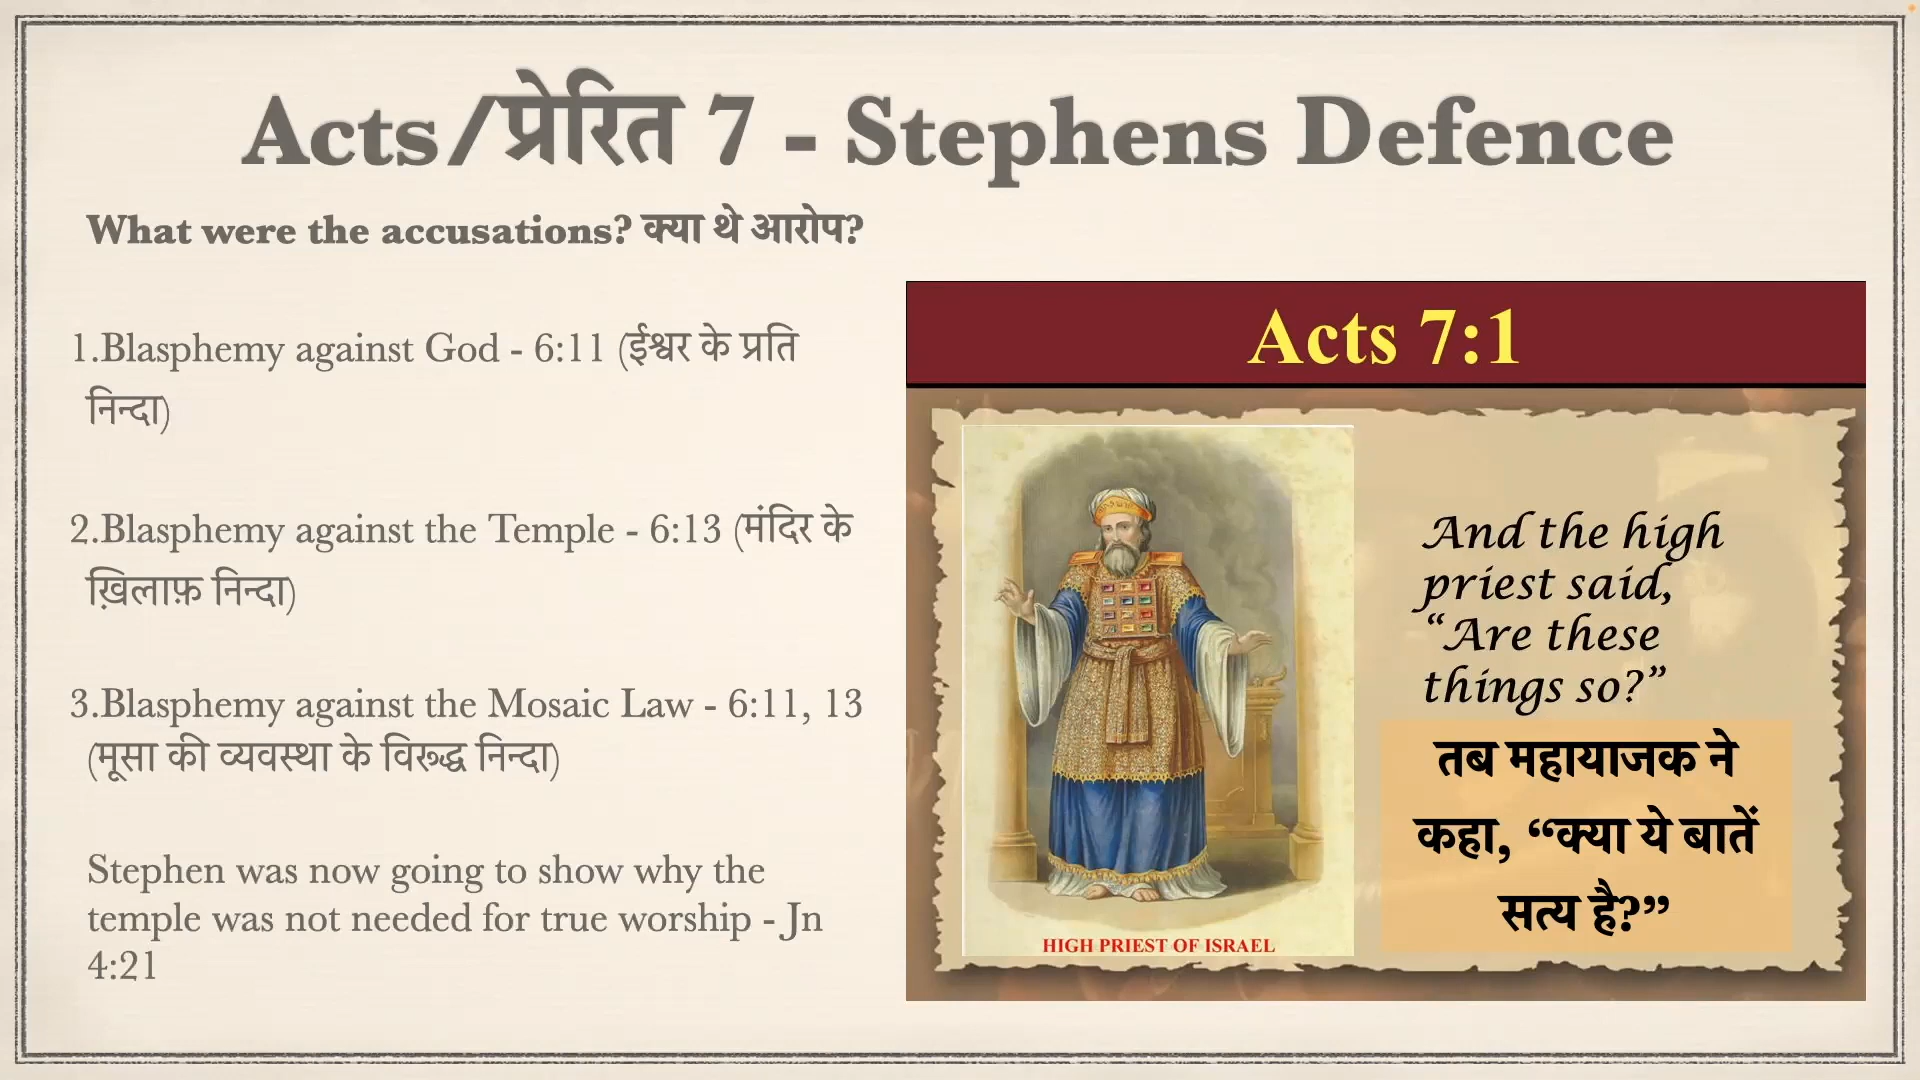 Acts/प्रेरित 7 - Stephens Defence
What were the accusations? क्या थे आरोप?
1.Blasphemy against God - 6:11 (ईश्वर के प्रति
निन्दा)
2.Blasphemy against the Temple - 6:13 (मंदिर के
ख़िलाफ़ निन्दा)
3.Blasphemy against the Mosaic Law - 6:11, 13
(मूसा की व्यवस्था के विरुद्ध निन्दा)
Stephen was now going to show why the
temple was not needed for true worship - Jn
4:21
Acts 7:1
And the high
priest said,
“Are these
things so?”
तब महायाजक ने
कहा, “क्या ये बातें
सत्य है?”
HIGH PRIEST OF ISRAEL